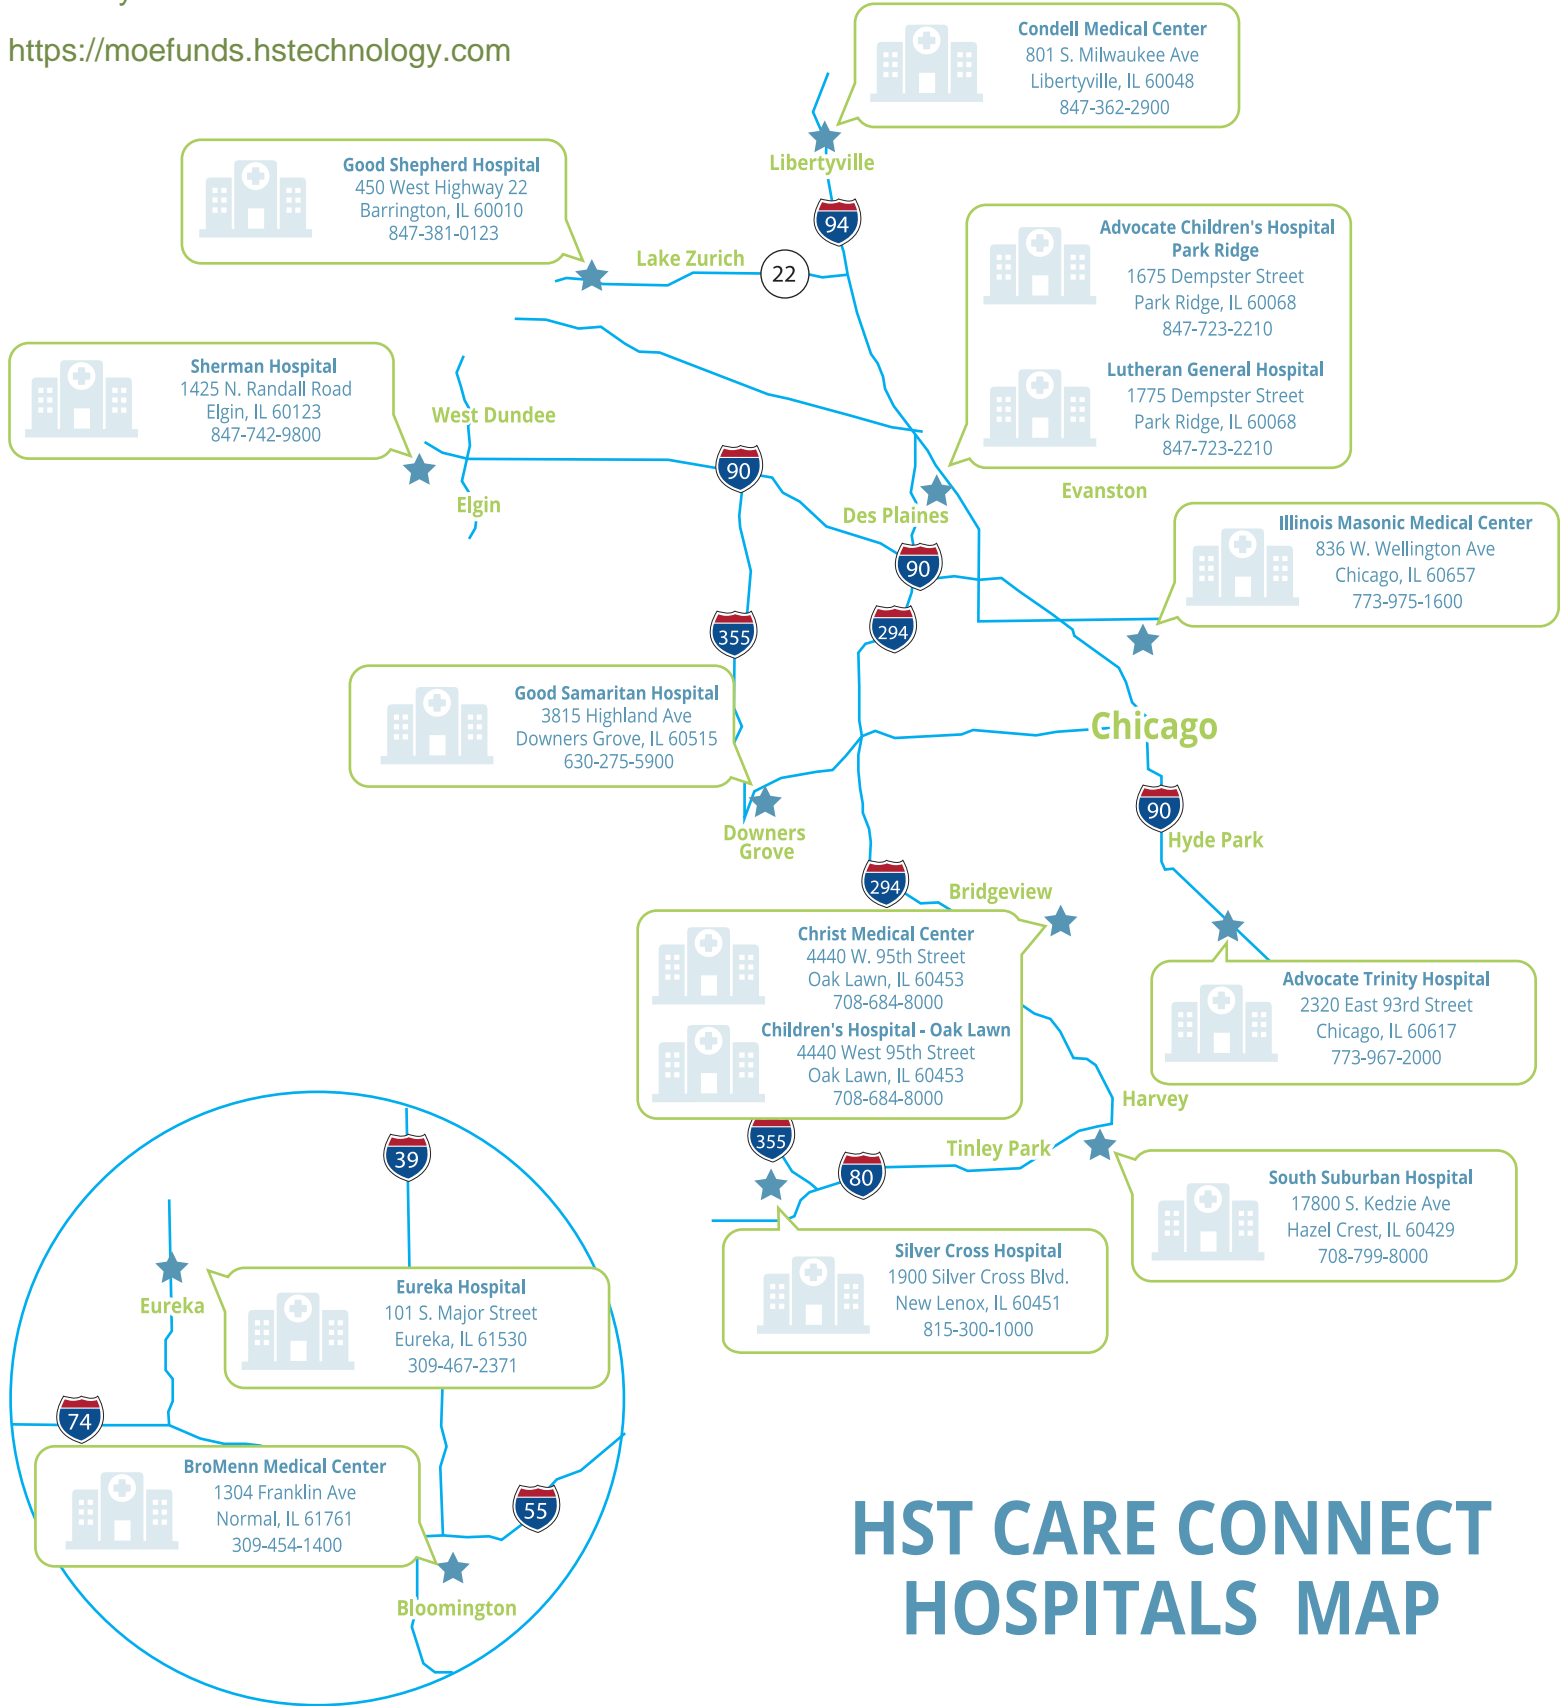 https://moefunds.hstechnology.com
Condell Medical Center
801 S. Milwaukee Ave
Libertyville, IL 60048
847-362-2900
Libertyville
Good Shepherd Hospital
450 West Highway 22
Barrington, IL 60010
847-381-0123
94
Lake Zurich
22
Advocate Children's Hospital
Park Ridge
1675 Dempster Street
Park Ridge, IL 60068
847-723-2210
Lutheran General Hospital
1775 Dempster Street
Park Ridge, IL 60068
847-723-2210
Sherman Hospital
1425 N. Randall Road
Elgin, IL 60123
847-742-9800
West Dundee
90
Elgin
Des Plaines
Evanston
Illinois Masonic Medical Center
836 W. Wellington Ave
Chicago, IL 60657
773-975-1600
90
355
294
Good Samaritan Hospital
3815 Highland Ave
Downers Grove, IL 60515
630-275-5900
Chicago
90
Downers
Grove
Hyde Park
294
Bridgeview
Christ Medical Center
4440 W. 95th Street
Oak Lawn, IL 60453
708-684-8000
Children's Hospital - Oak Lawn
4440 West 95th Street
Oak Lawn, IL 60453
708-684-8000
Advocate Trinity Hospital
2320 East 93rd Street
Chicago, IL 60617
773-967-2000
Harvey
355
Tinley Park
80
South Suburban Hospital
17800 S. Kedzie Ave
Hazel Crest, IL 60429
708-799-8000
Silver Cross Hospital
1900 Silver Cross Blvd.
New Lenox, IL 60451
815-300-1000
39
Eureka
Eureka Hospital
101 S. Major Street
Eureka, IL 61530
309-467-2371
74
BroMenn Medical Center
1304 Franklin Ave
Normal, IL 61761
309-454-1400
55
Bloomington
HST CARE CONNECT
HOSPITALS MAP